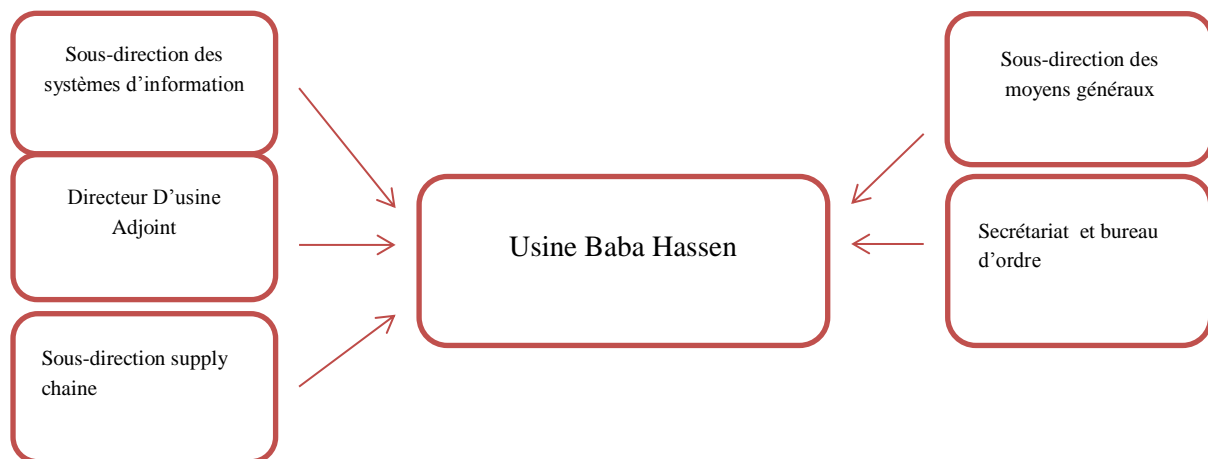 Sous-direction des
systèmes d’information
Directeur D’usine
Adjoint
Sous-direction supply
chaine
Usine Baba Hassen
Sous-direction des
moyens généraux
Secrétariat et bureau
d’ordre